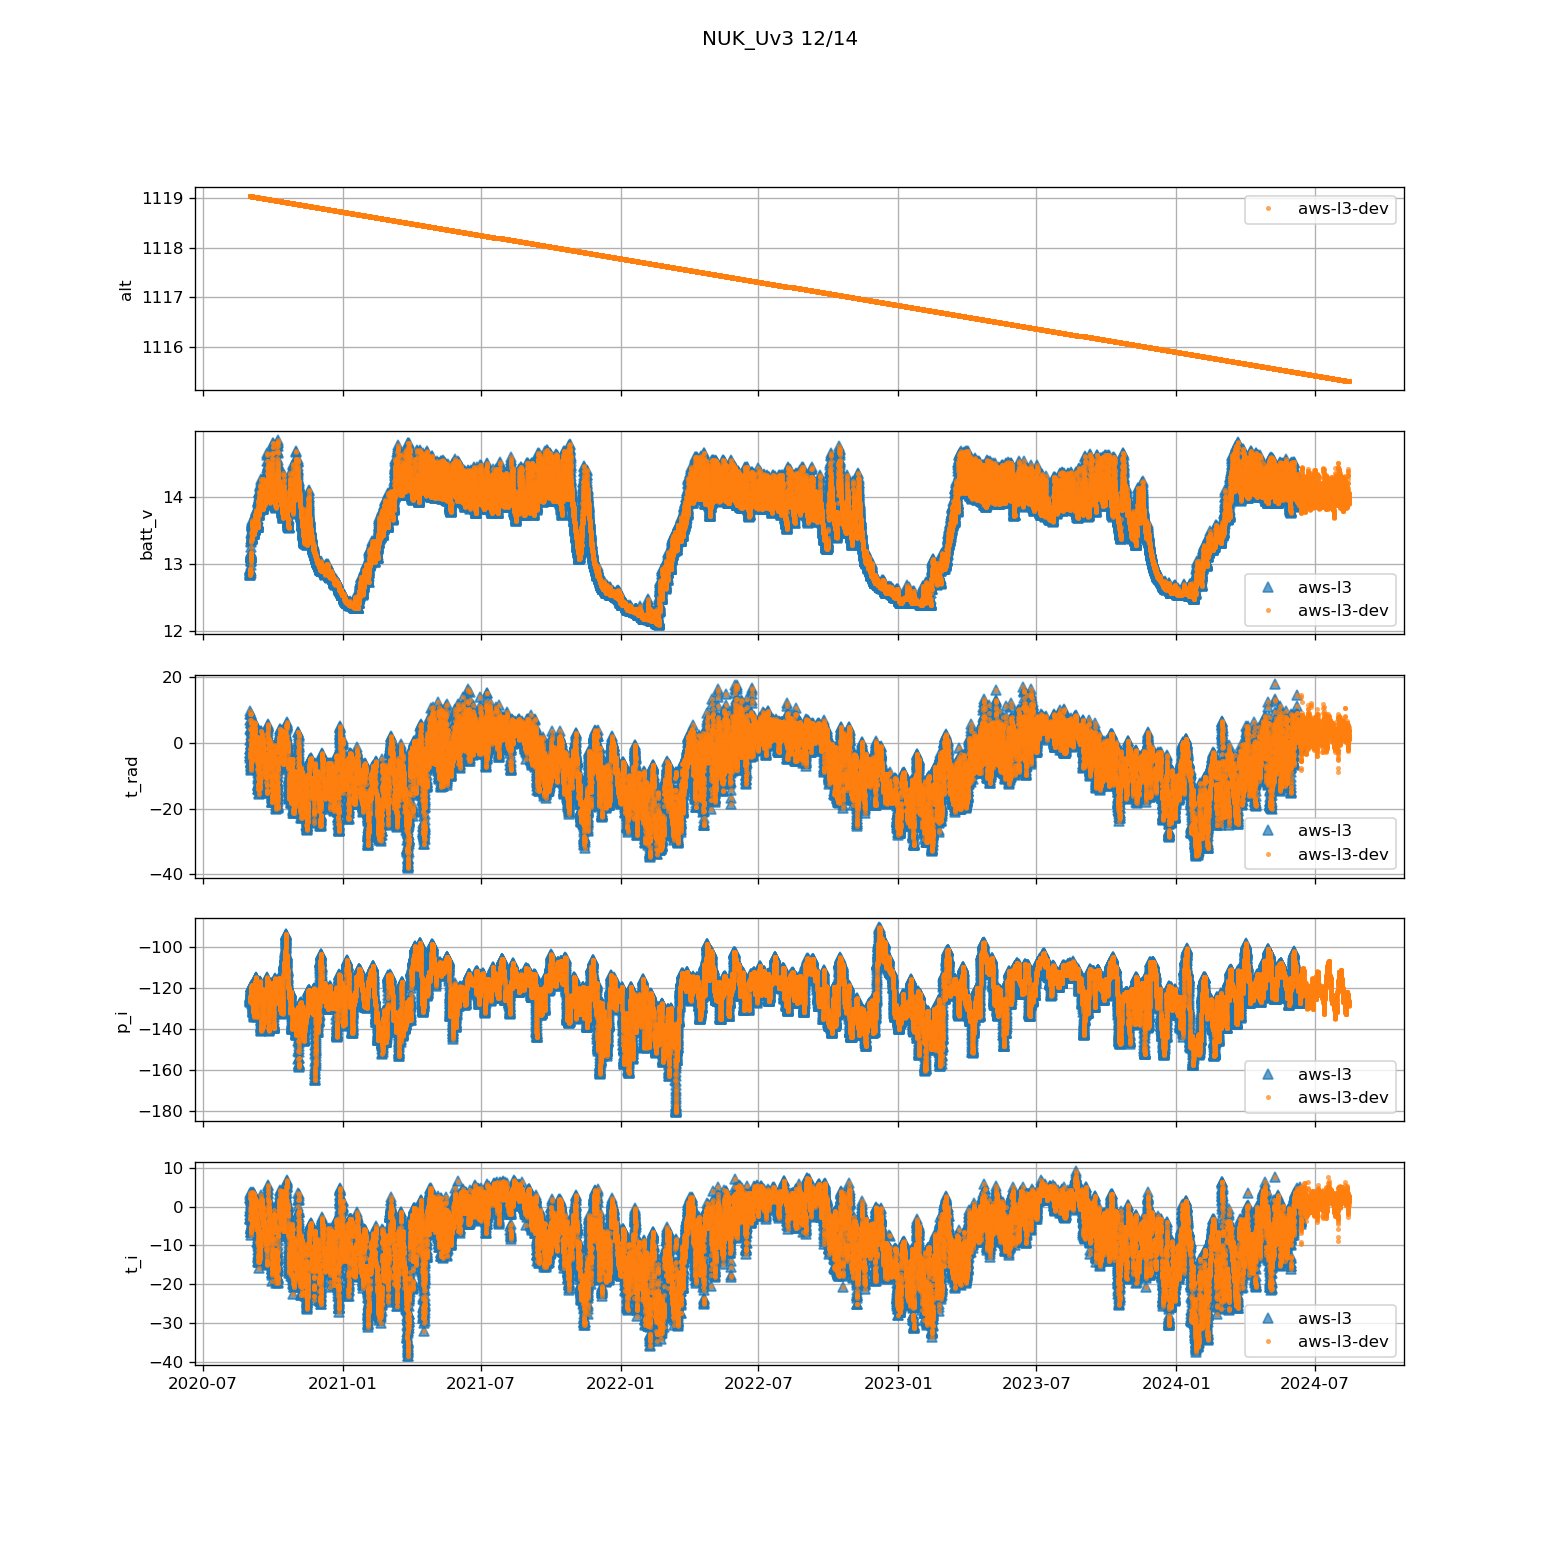 NUK_Uv3 12/14
1119
1118
1117
1116
alt
aws-l3-dev
14
13
12
batt_v
aws-l3
aws-l3-dev
20
0
−20
−40
t_rad
aws-l3
aws-l3-dev
−100
−120
−140
−160
−180
p_i
aws-l3
aws-l3-dev
10
0
−10
−20
−30
−40
t_i
aws-l3
aws-l3-dev
2020-07 2021-01 2021-07 2022-01 2022-07 2023-01 2023-07 2024-01 2024-07